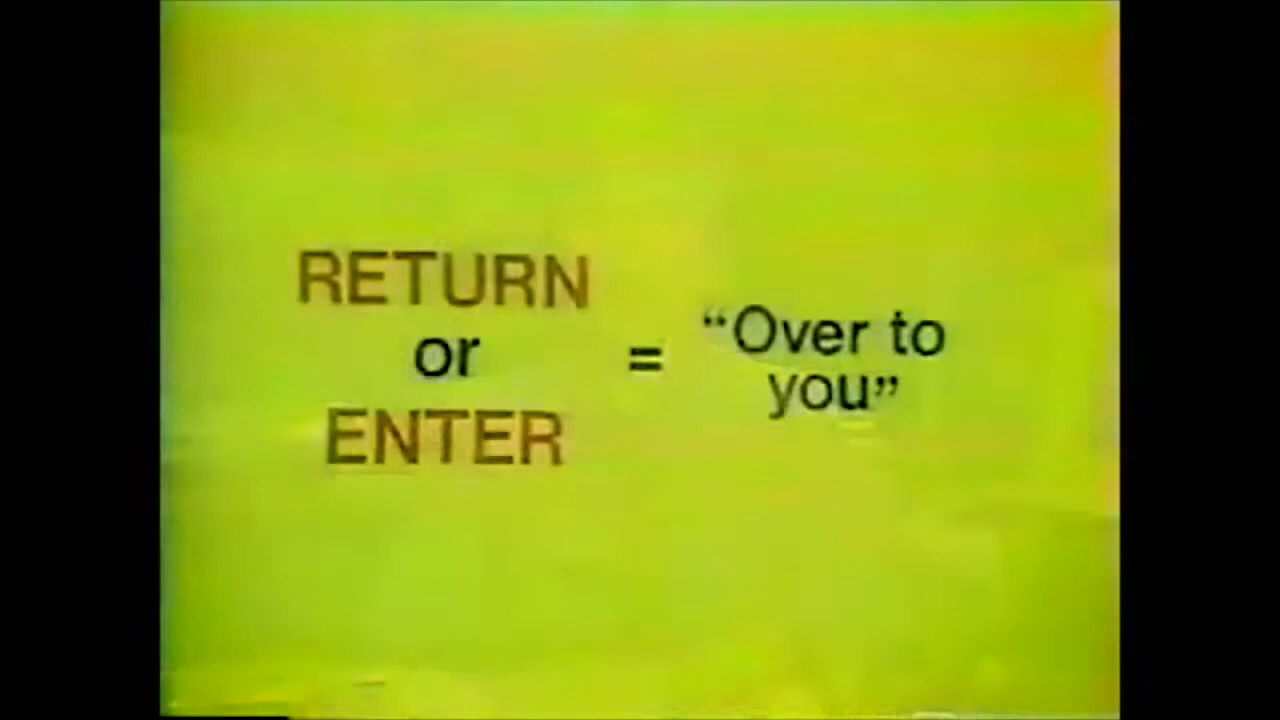 RETURN
or
ENTER
=
“Over to
you”